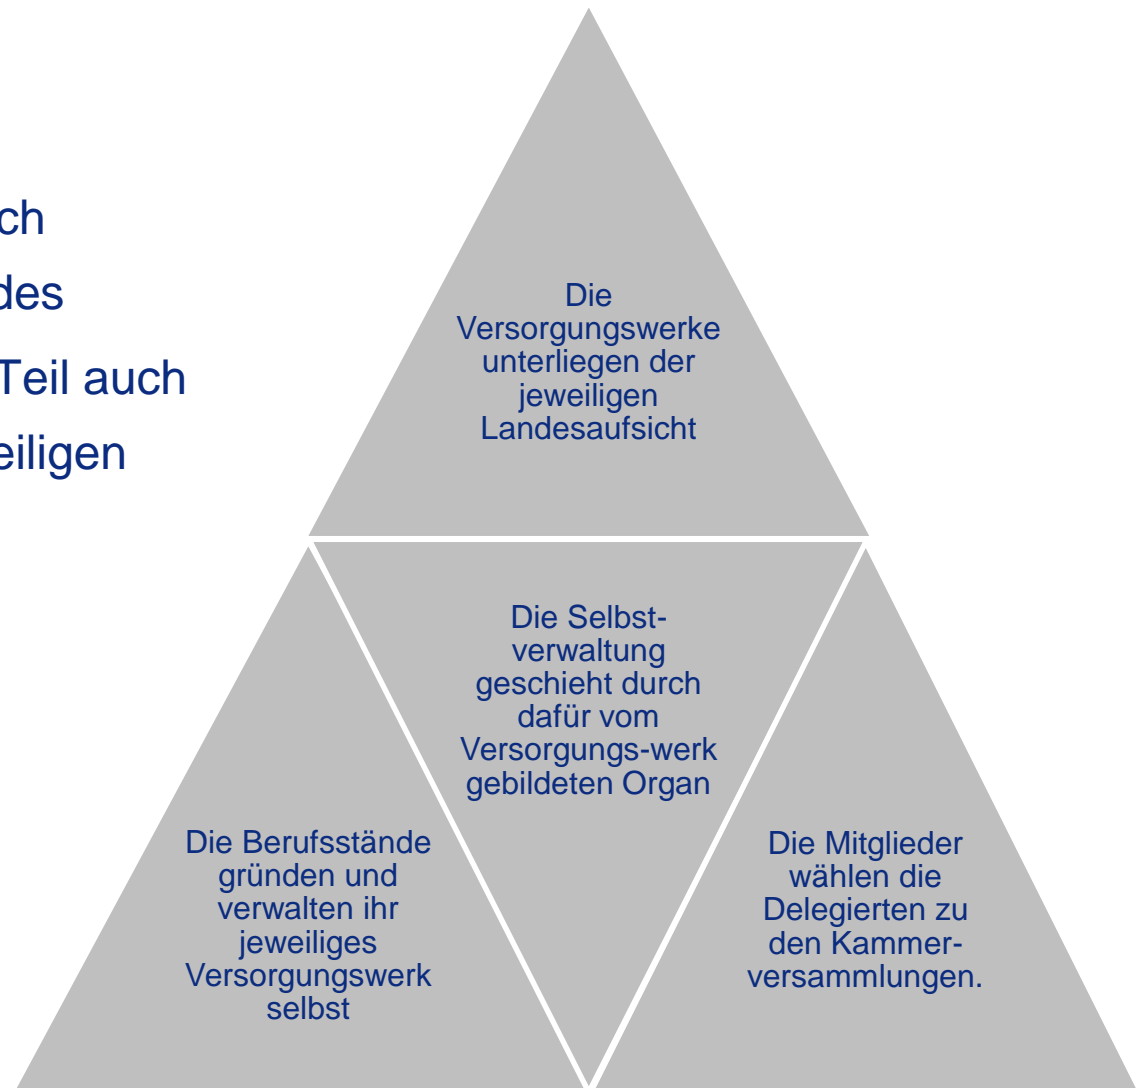 ch
des
Teil auch
eiligen
Die
Versorgungswerke
unterliegen der
jeweiligen
Landesaufsicht
Die Selbst-
verwaltung
geschieht durch
dafür vom
Versorgungs-werk
gebildeten Organ
Die Berufsstände
gründen und
verwalten ihr
jeweiliges
Versorgungswerk
selbst
Die Mitglieder
wählen die
Delegierten zu
den Kammer-
versammlungen.